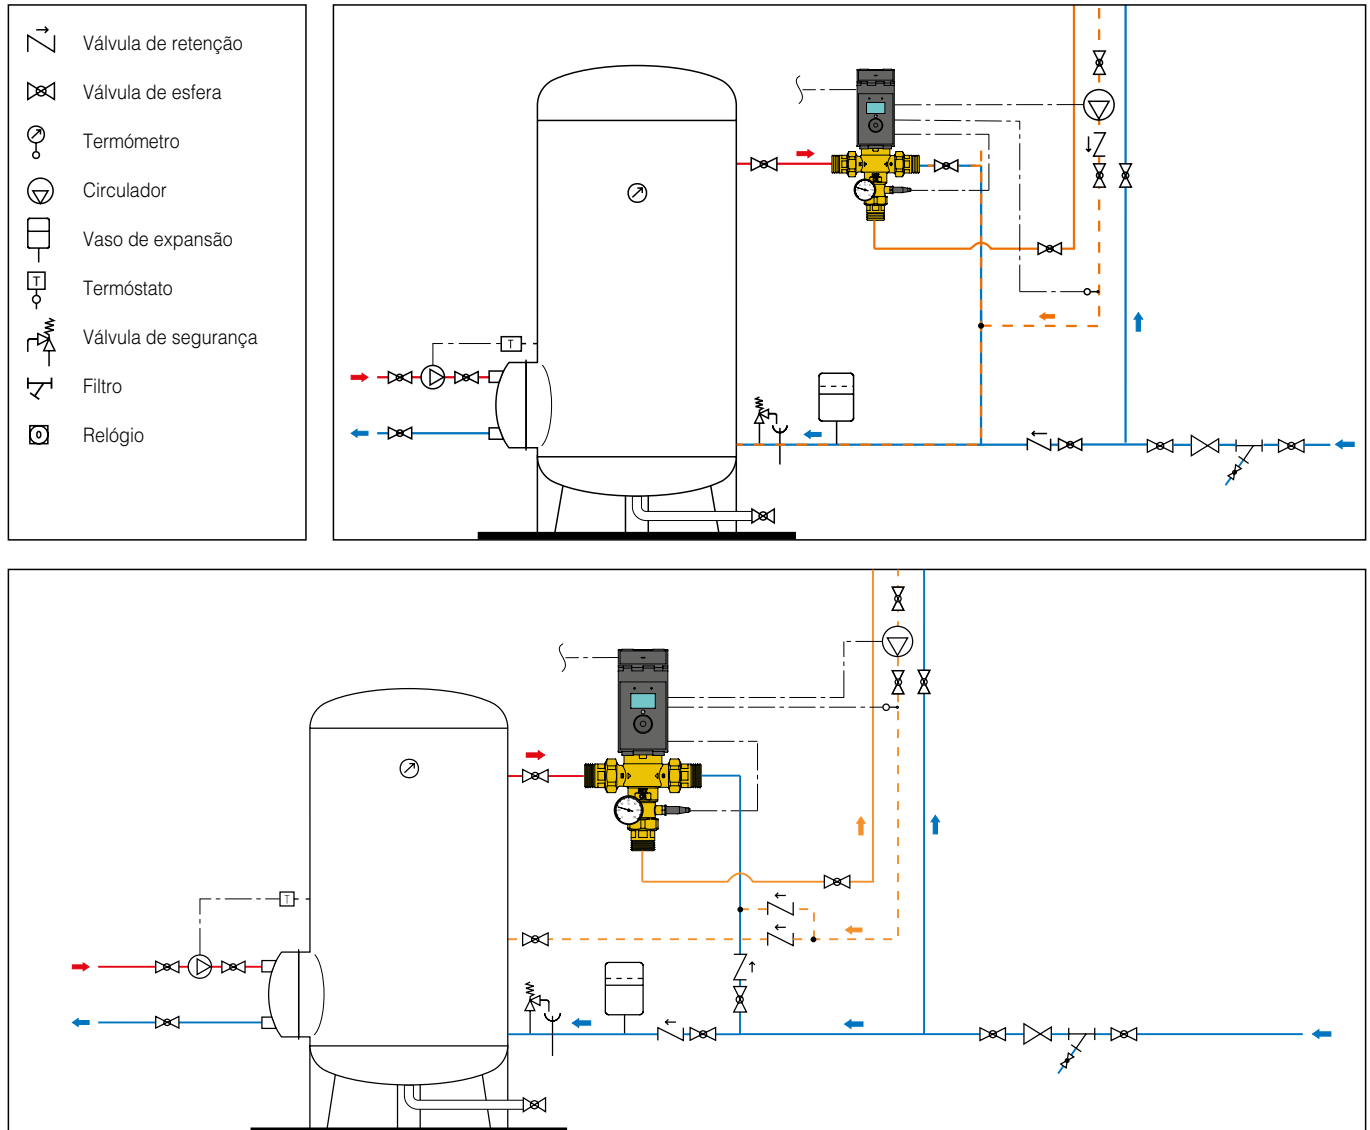 Válvula de retenção
Válvula de esfera
Termómetro
Circulador
Vaso de expansão
T
Termóstato
Válvula de segurança
Filtro
Relógio
T
T